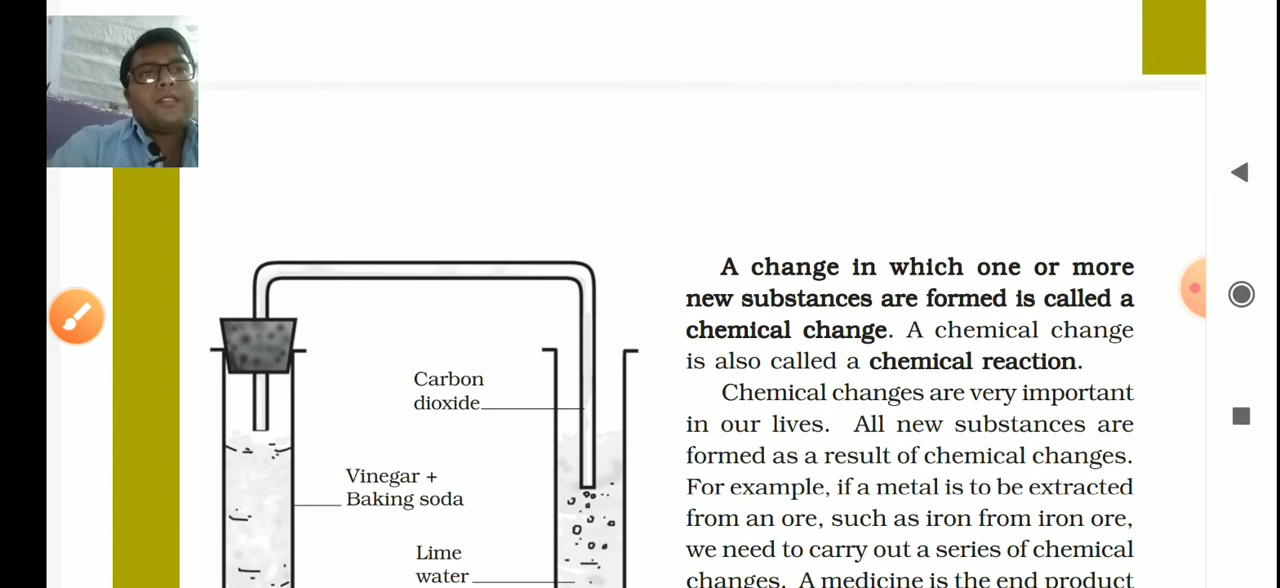 Carbon
dioxide
Vinegar +
Baking soda
Lime
water
A change in which one or more
new substances are formed is called a
chemical change. A chemical change
is also called a chemical reaction.
Chemical changes are very important
in our lives. All new substances are
formed as a result of chemical changes.
For example, if a metal is to be extracted
from an ore, such as iron from iron ore,
we need to carry out a series of chemical
changes. A medicine is the end product